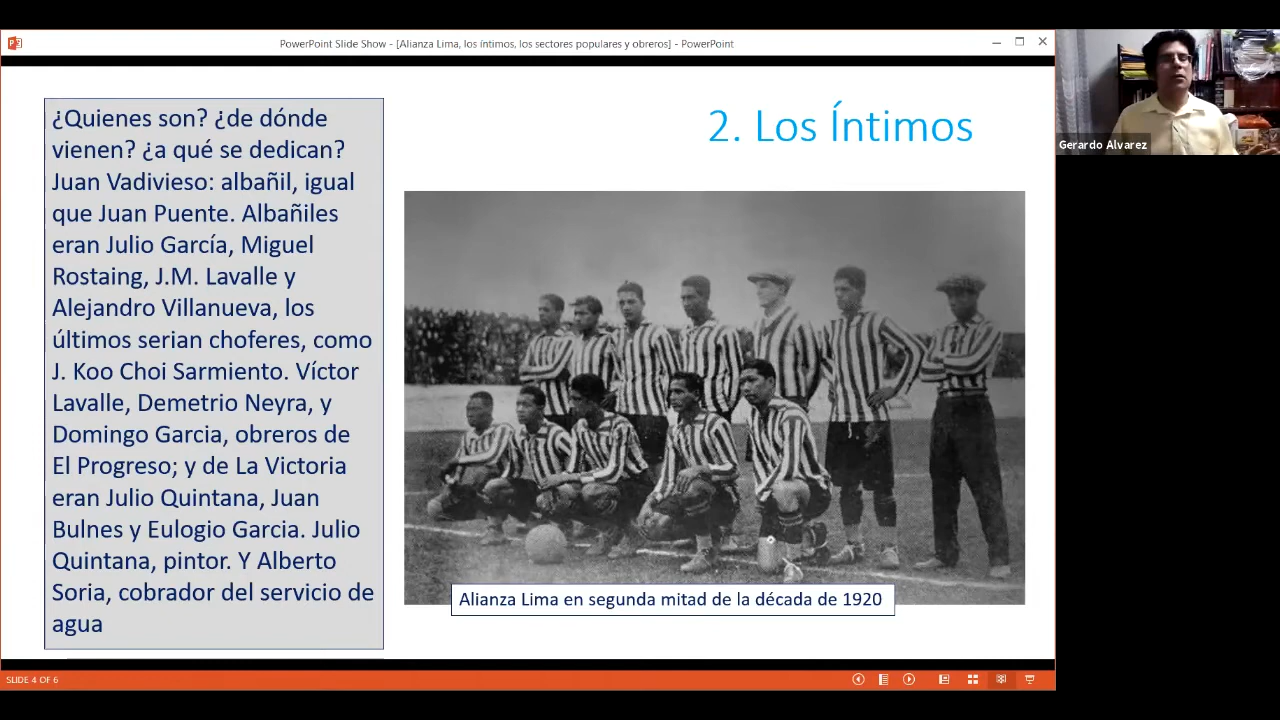 PowerPoint Slide Show - [Alianza Lima, los íntimos, los sectores populares y obreros] - PowerPoint
2. Los Íntimos
¿Quienes son? ¿de dónde
vienen? ¿a qué se dedican?
Juan Vadivieso: albañil, igual
que Juan Puente. Albañiles
eran Julio García, Miguel
Rostaing, J.M. Lavalle y
Alejandro Villanueva, los
últimos serian choferes, como
J. Koo Choi Sarmiento. Víctor
Lavalle, Demetrio Neyra, y
Domingo Garcia, obreros de
El Progreso; y de La Victoria
eran Julio Quintana, Juan
Bulnes y Eulogio Garcia. Julio
Quintana, pintor. Y Alberto
Soria, cobrador del servicio de
agua
Alianza Lima en segunda mitad de la década de 1920
Gerardo Alvarez
SLIDE 4 OF 6